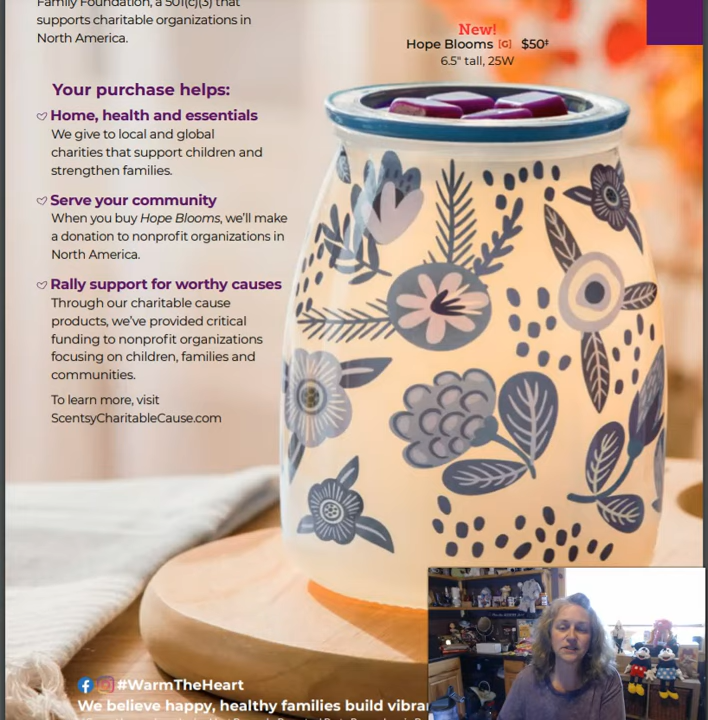 Family Foundation, a 501(c)(3) that
supports charitable organizations in
North America.
New!
Hope Blooms [G] $50‡
6.5" tall, 25W
Your purchase helps:
Home, health and essentials
We give to local and global
charities that support children and
strengthen families.
Serve your community
When you buy Hope Blooms, we'll make
a donation to nonprofit organizations in
North America.
Rally support for worthy causes
Through our charitable cause
products, we've provided critical
funding to nonprofit organizations
focusing on children, families and
communities.
To learn more, visit
ScentsyCharitableCause.com
#WarmTheHeart
We believe happy, healthy families build vibra